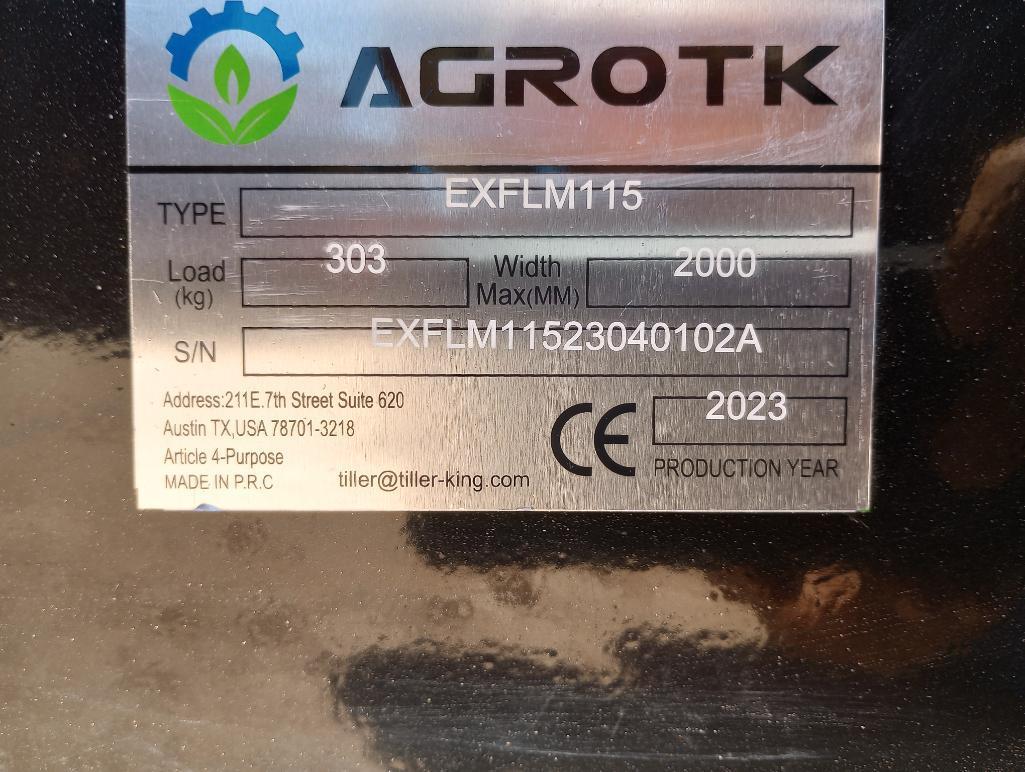 AGROTK
TYPE EXFLM115
Load (kg) 303 Width Max(MM) 2000
S/N EXFLM11523040102A
Address:211E.7th Street Suite 620
Austin TX,USA 78701-3218
Article 4-Purpose
MADE IN P.R.C
tiller@tiller-king.com
CE
2023
PRODUCTION YEAR